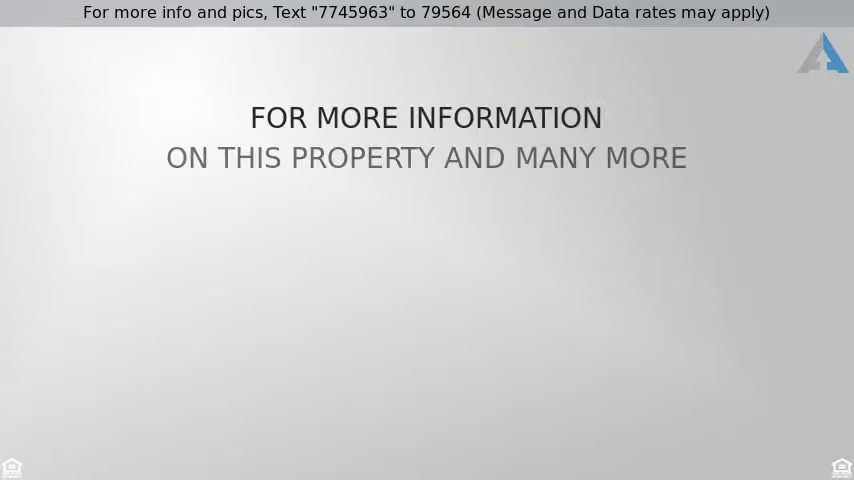 For more info and pics, Text "7745963" to 79564 (Message and Data rates may apply)
FOR MORE INFORMATION
ON THIS PROPERTY AND MANY MORE